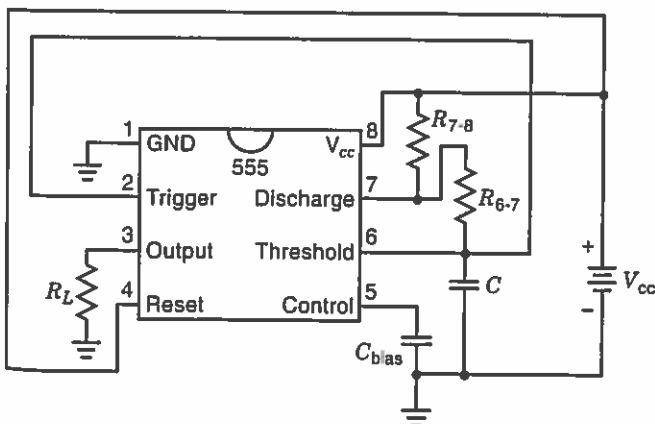 1
GND
555
Vcc
8
R7-8
2
Trigger
Discharge
7
R6-7
3
Output
Threshold
6
+
RL
4
Reset
Control
5
C
Vcc
-
Cbias